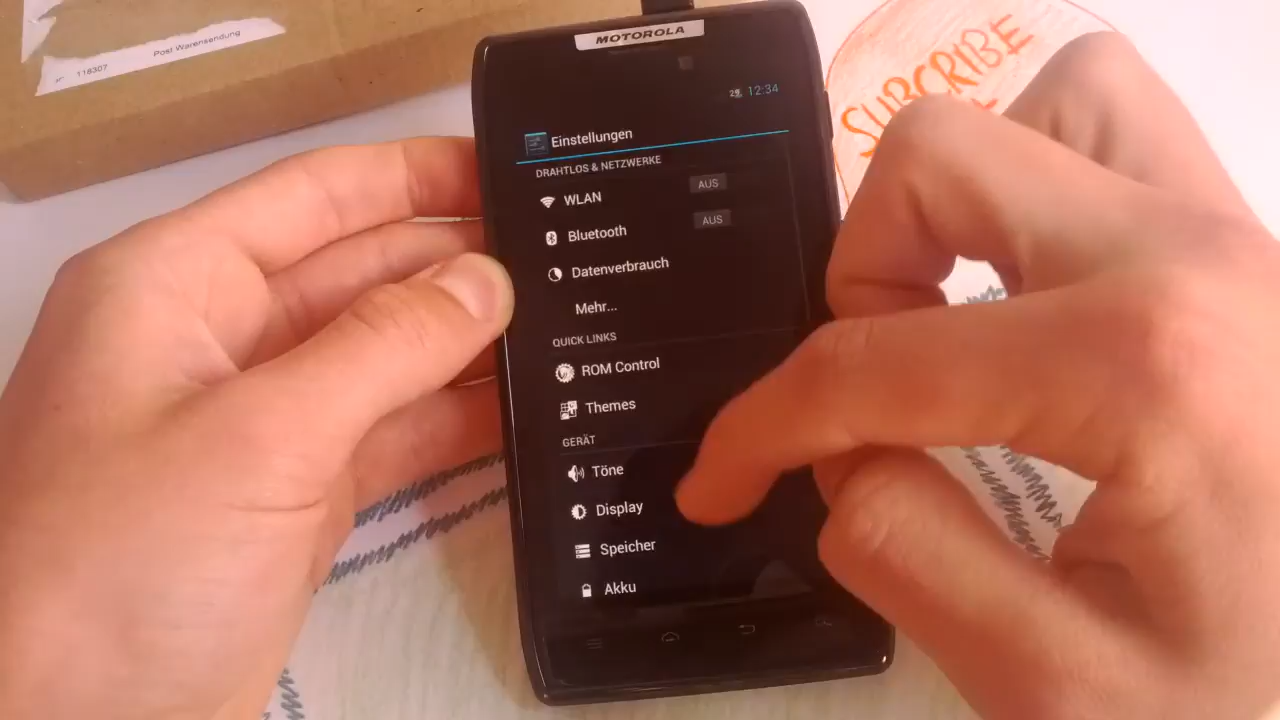 Post Warensendung
118307
MOTOROLA
SUBCRIBE
12:34
Einstellungen
DRAHTLOS & NETZWERKE
WLAN AUS
Bluetooth AUS
Datenverbrauch
Mehr...
QUICK LINKS
ROM Control
Themes
GERÄT
Töne
Display
Speicher
Akku